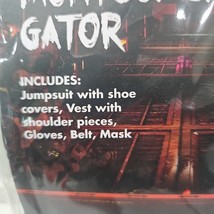 GATOR
INCLUDES:
Jumpsuit with shoe
covers, Vest with
shoulder pieces,
Gloves, Belt, Mask